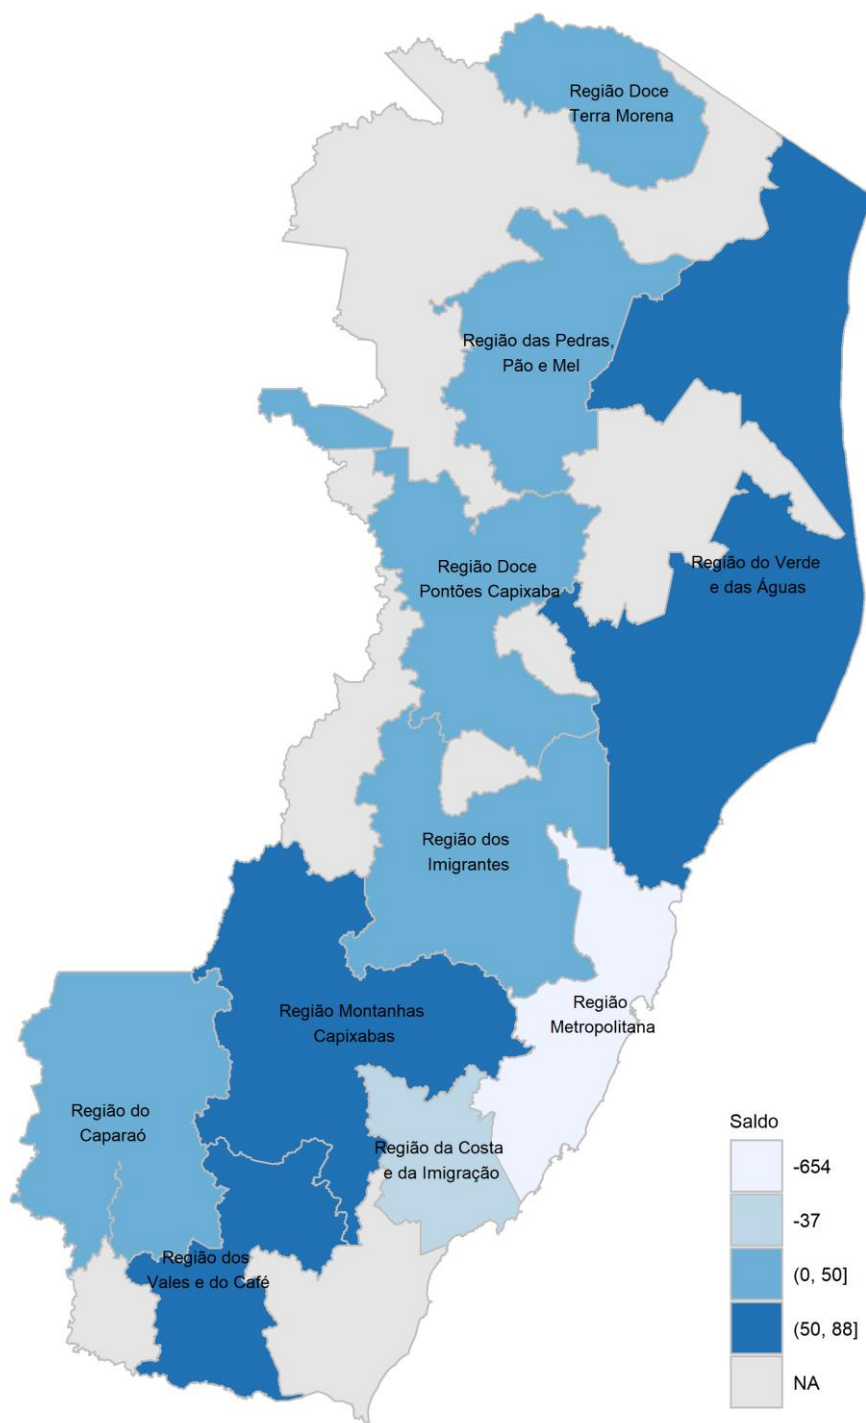 Região Doce
Terra Morena
Região das Pedras,
Pão e Mel
Região Doce
Pontões Capixaba
Região do Verde
e das Águas
Região dos
Imigrantes
Região
Metropolitana
Região Montanhas
Capixabas
Região do
Caparaó
Região da Costa
e da Imigração
Região dos
Vales e do Café
Saldo
-654
-37
(0, 50]
(50, 88]
NA